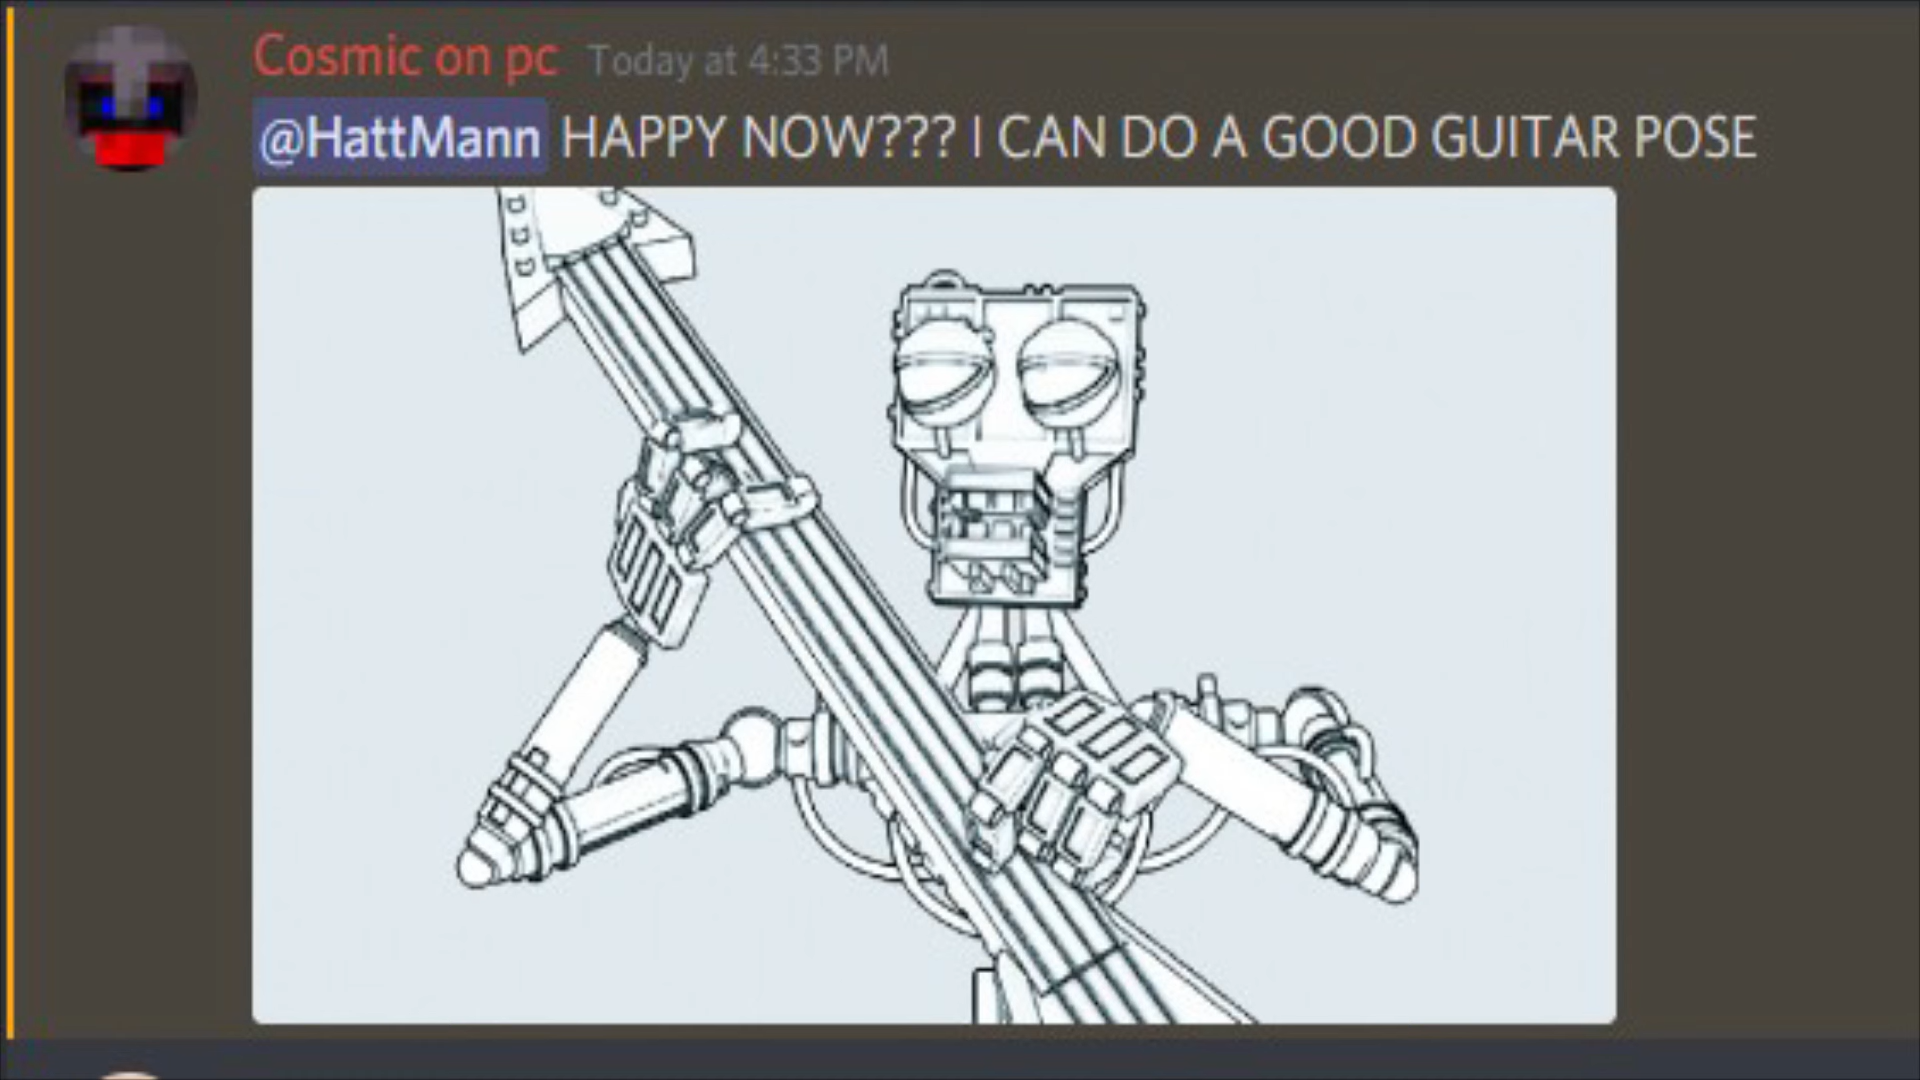 Cosmic on pc Today at 4:33 PM
@HattMann HAPPY NOW??? I CAN DO A GOOD GUITAR POSE